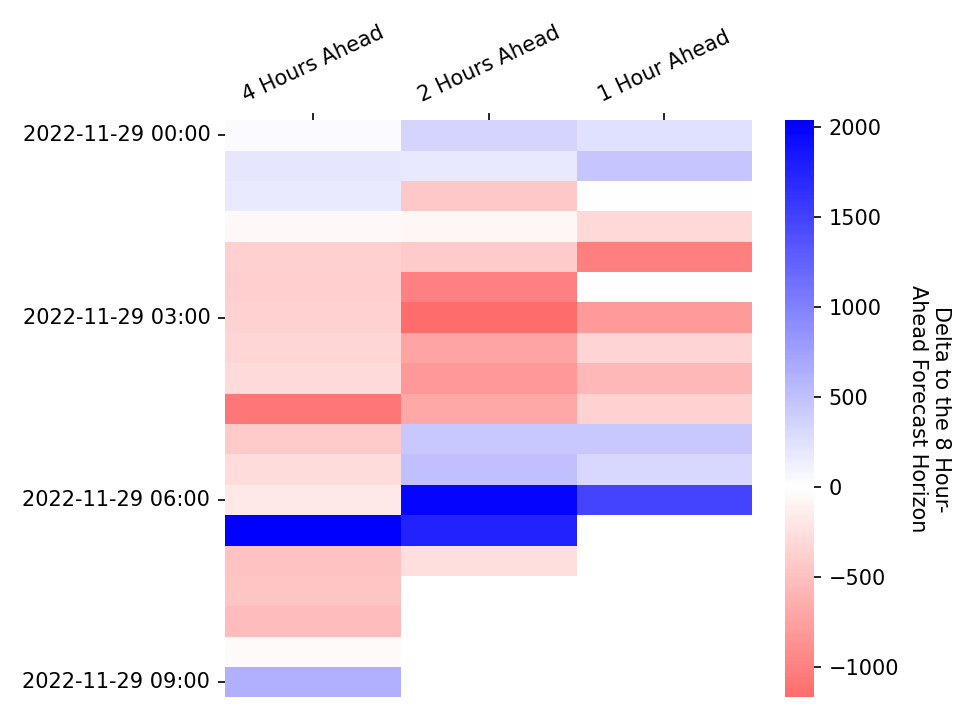 4 Hours Ahead
2 Hours Ahead
1 Hour Ahead
2022-11-29 00:00
2022-11-29 03:00
2022-11-29 06:00
2022-11-29 09:00
2000
1500
1000
500
0
−500
−1000
Delta to the 8 Hour-
Ahead Forecast Horizon